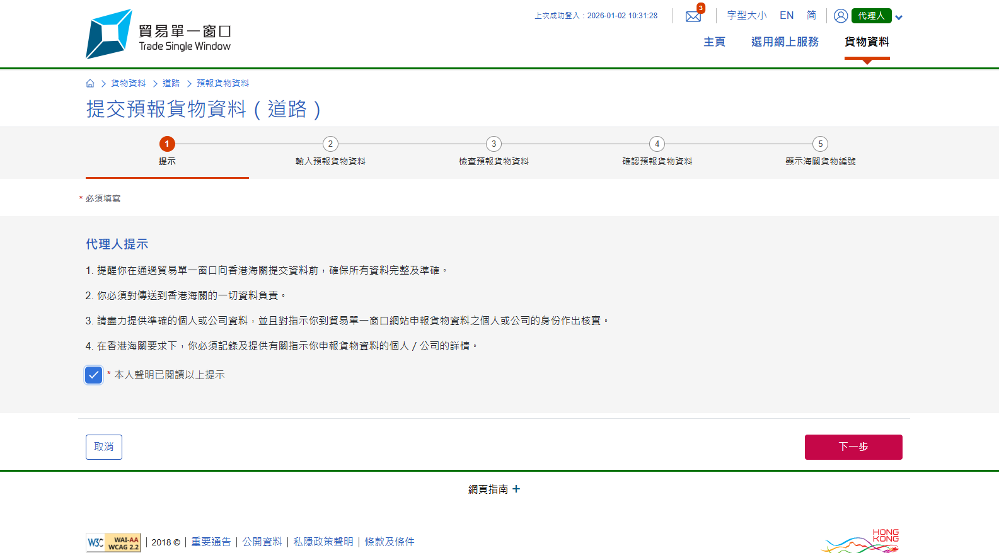 貿易單一窗口
Trade Single Window
上次成功登入：2026-01-02 10:31:28
3
字型大小
EN
简
代理人
主頁
選用網上服務
貨物資料
貨物資料
道路
預報貨物資料
提交預報貨物資料 ( 道路 )
1
提示
2
輸入預報貨物資料
3
檢查預報貨物資料
4
確認預報貨物資料
5
顯示海關貨物編號
* 必須填寫
代理人提示
1. 提醒你在通過貿易單一窗口向香港海關提交資料前，確保所有資料完整及準確。
2. 你必須對傳送到香港海關的一切資料負責。
3. 請盡力提供準確的個人或公司資料，並且對指示你到貿易單一窗口網站申報貨物資料之個人或公司的身份作出核實。
4. 在香港海關要求下，你必須記錄及提供有關指示你申報貨物資料的個人 / 公司的詳情。
* 本人聲明已閱讀以上提示
取消
下一步
網頁指南 +
W3C WAI-AA WCAG 2.2
2018 © | 重要通告 | 公開資料 | 私隱政策聲明 | 條款及條件
HONG
KONG